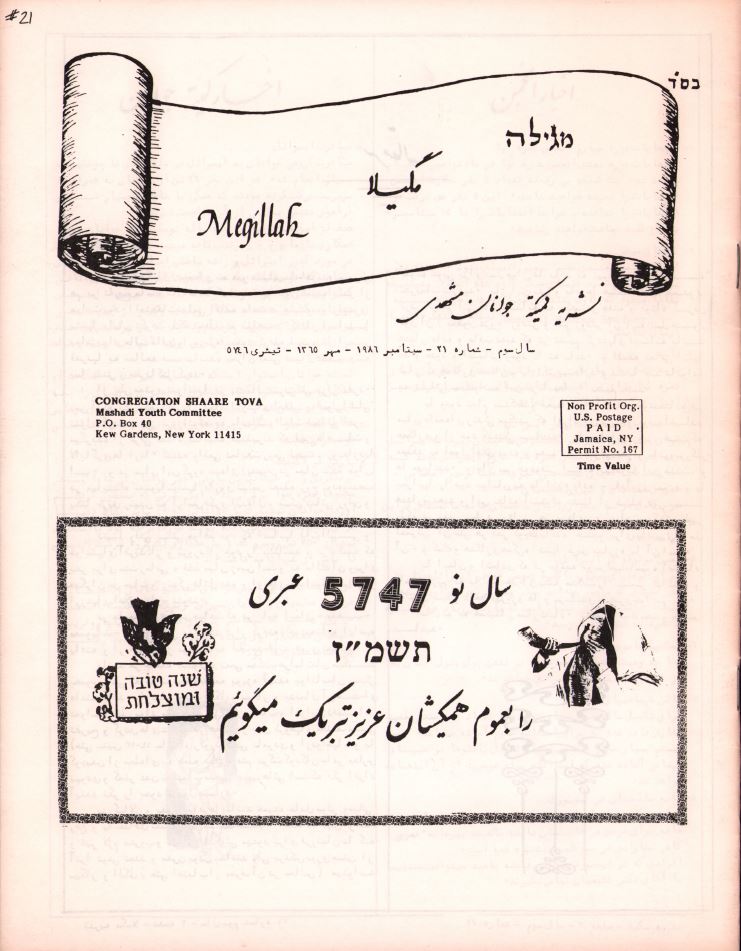 #21
בס״ד
מגילה
مگیلا
Megillah
نشریه کمیته جوانان مشهدی
سال سوم - شماره ۲۱ - سپتامبر ۱۹۸۶ - مهر ۱۳۶۵ - تیشری ۵۷٤٦
CONGREGATION SHAARE TOVA
Mashadi Youth Committee
P.O. Box 40
Kew Gardens, New York 11415
Non Profit Org.
U.S. Postage
PAID
Jamaica, NY
Permit No. 167
Time Value
سال نو 5747 عبری
תשמ״ז
שנה טובה
ומוצלחת
را بعموم همکیشان عزیز تبریک میگوئیم